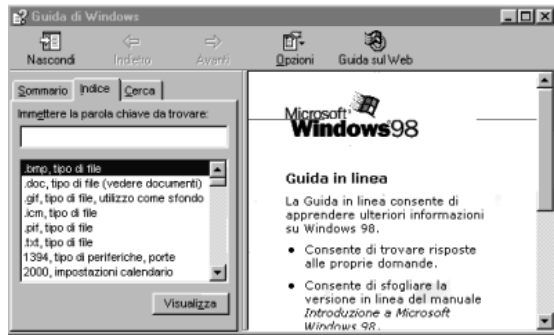 Guida di Windows
Nascondi Indietro Avanti Opzioni Guida sul Web
Sommario Indice Cerca
Immettere la parola chiave da trovare:
.bmp, tipo di file
.doc, tipo di file (vedere documenti)
.gif, tipo di file, utilizzo come sfondo
.icm, tipo di file
.pif, tipo di file
.txt, tipo di file
1394, tipo di periferiche, porte
2000, impostazioni calendario
Visualizza
Microsoft
Windows 98
Guida in linea
La Guida in linea consente di
apprendere ulteriori informazioni
su Windows 98.
• Consente di trovare risposte
alle proprie domande.
• Consente di sfogliare la
versione in linea del manuale
Introduzione a Microsoft
Windows 98.